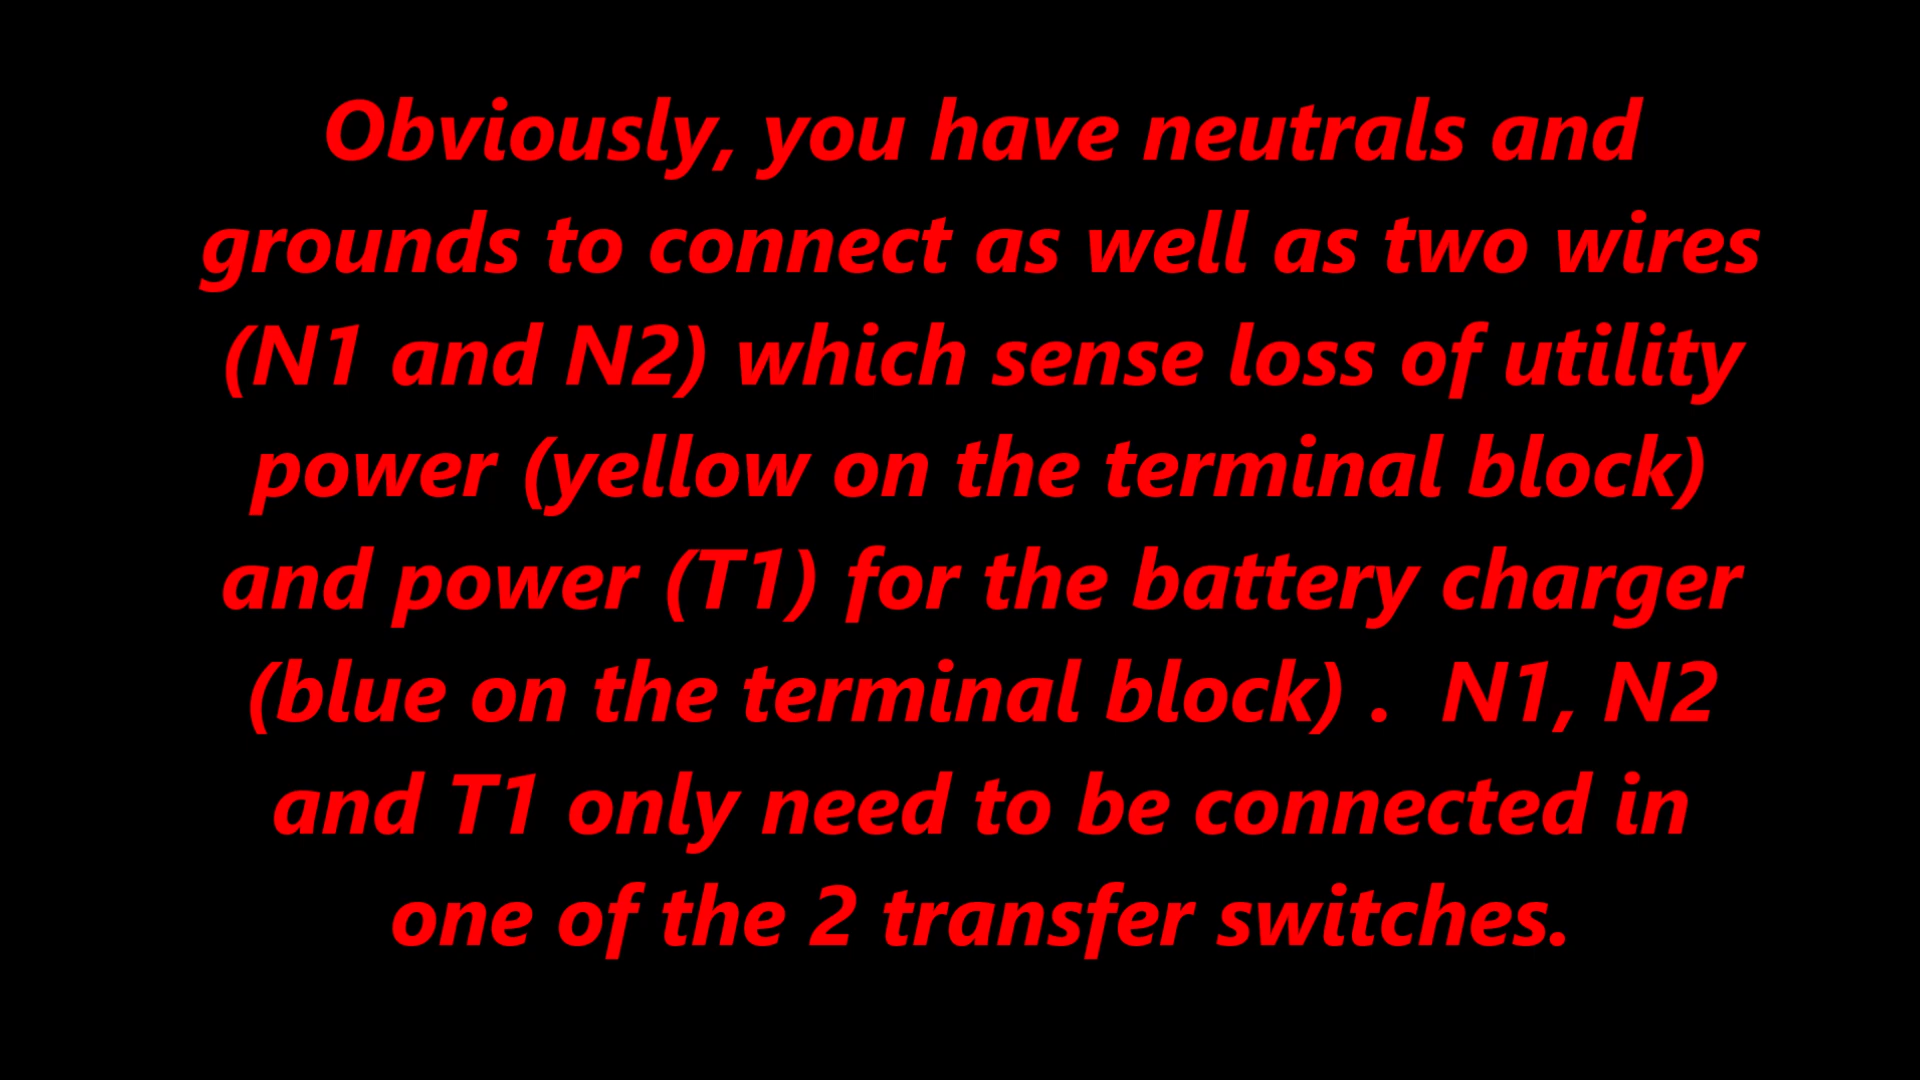 Obviously, you have neutrals and
grounds to connect as well as two wires
(N1 and N2) which sense loss of utility
power (yellow on the terminal block)
and power (T1) for the battery charger
(blue on the terminal block) .  N1, N2
and T1 only need to be connected in
one of the 2 transfer switches.